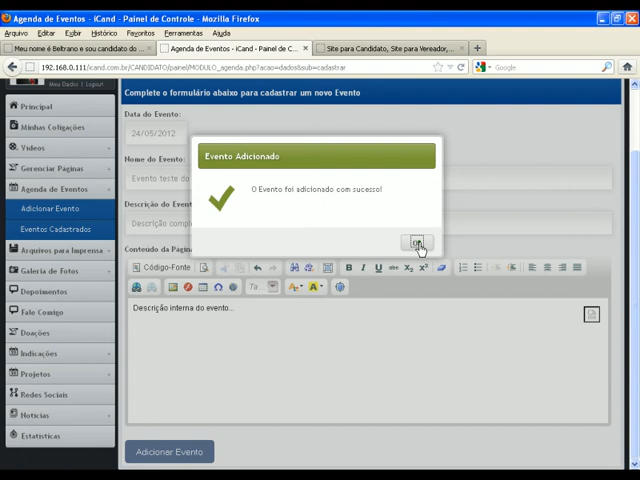 Agenda de Eventos - iCand - Painel de Controle - Mozilla Firefox
Arquivo Editar Exibir Histórico Favoritos Ferramentas Ajuda
Meu nome é Beltrano e sou candidato do ...
Agenda de Eventos - iCand - Painel de C...
Site para Candidato, Site para Vereador,...
192.168.0.111/icand.com.br/CANDIDATO/painel/MODULO_agenda.php?acao=dados&sub=cadastrar
Google
Meus Dados | Logout
Complete o formulário abaixo para cadastrar um novo Evento
Principal
Minhas Coligações
Vídeos
Gerenciar Páginas
Agenda de Eventos
Adicionar Evento
Eventos Cadastrados
Arquivos para Imprensa
Galeria de Fotos
Depoimentos
Fale Comigo
Doações
Indicações
Projetos
Redes Sociais
Notícias
Estatísticas
Data do Evento:
24/05/2012
Nome do Evento:
Evento teste do
Descrição do Event
Descrição comple
Conteúdo da Página
Evento Adicionado
O Evento foi adicionado com sucesso!
Código-Fonte
B I U abc X₂ X²
Ta...
A A
Descrição interna do evento...
Adicionar Evento